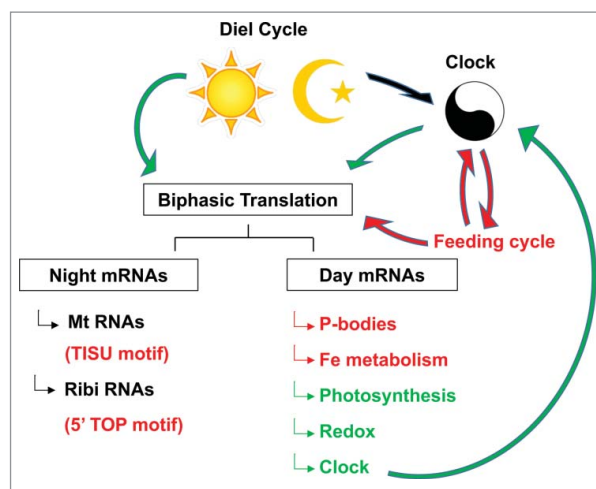 Diel Cycle
Clock
Biphasic Translation
Feeding cycle
Night mRNAs
Day mRNAs
Mt RNAs
(TISU motif)
Ribi RNAs
(5' TOP motif)
P-bodies
Fe metabolism
Photosynthesis
Redox
Clock